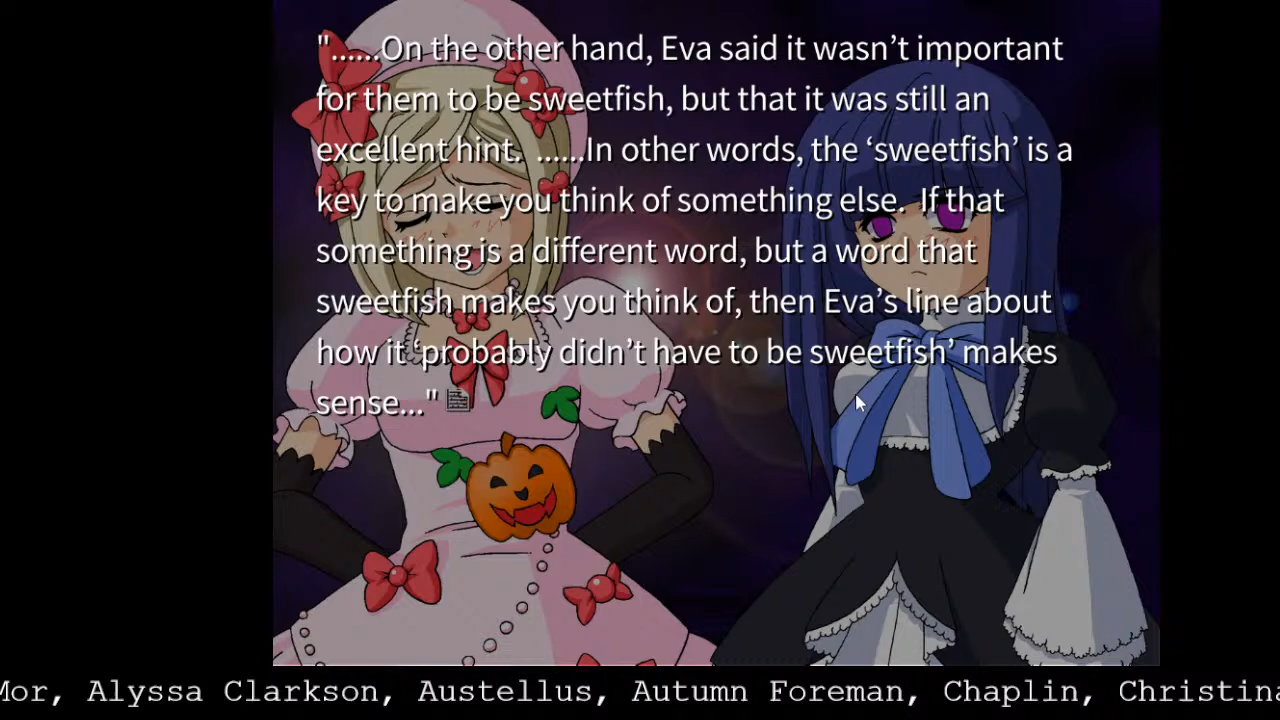 "......On the other hand, Eva said it wasn’t important
for them to be sweetfish, but that it was still an
excellent hint.  ......In other words, the ‘sweetfish’ is a
key to make you think of something else.  If that
something is a different word, but a word that
sweetfish makes you think of, then Eva’s line about
how it ‘probably didn’t have to be sweetfish’ makes
sense..."
Mor, Alyssa Clarkson, Austellus, Autumn Foreman, Chaplin, Christina